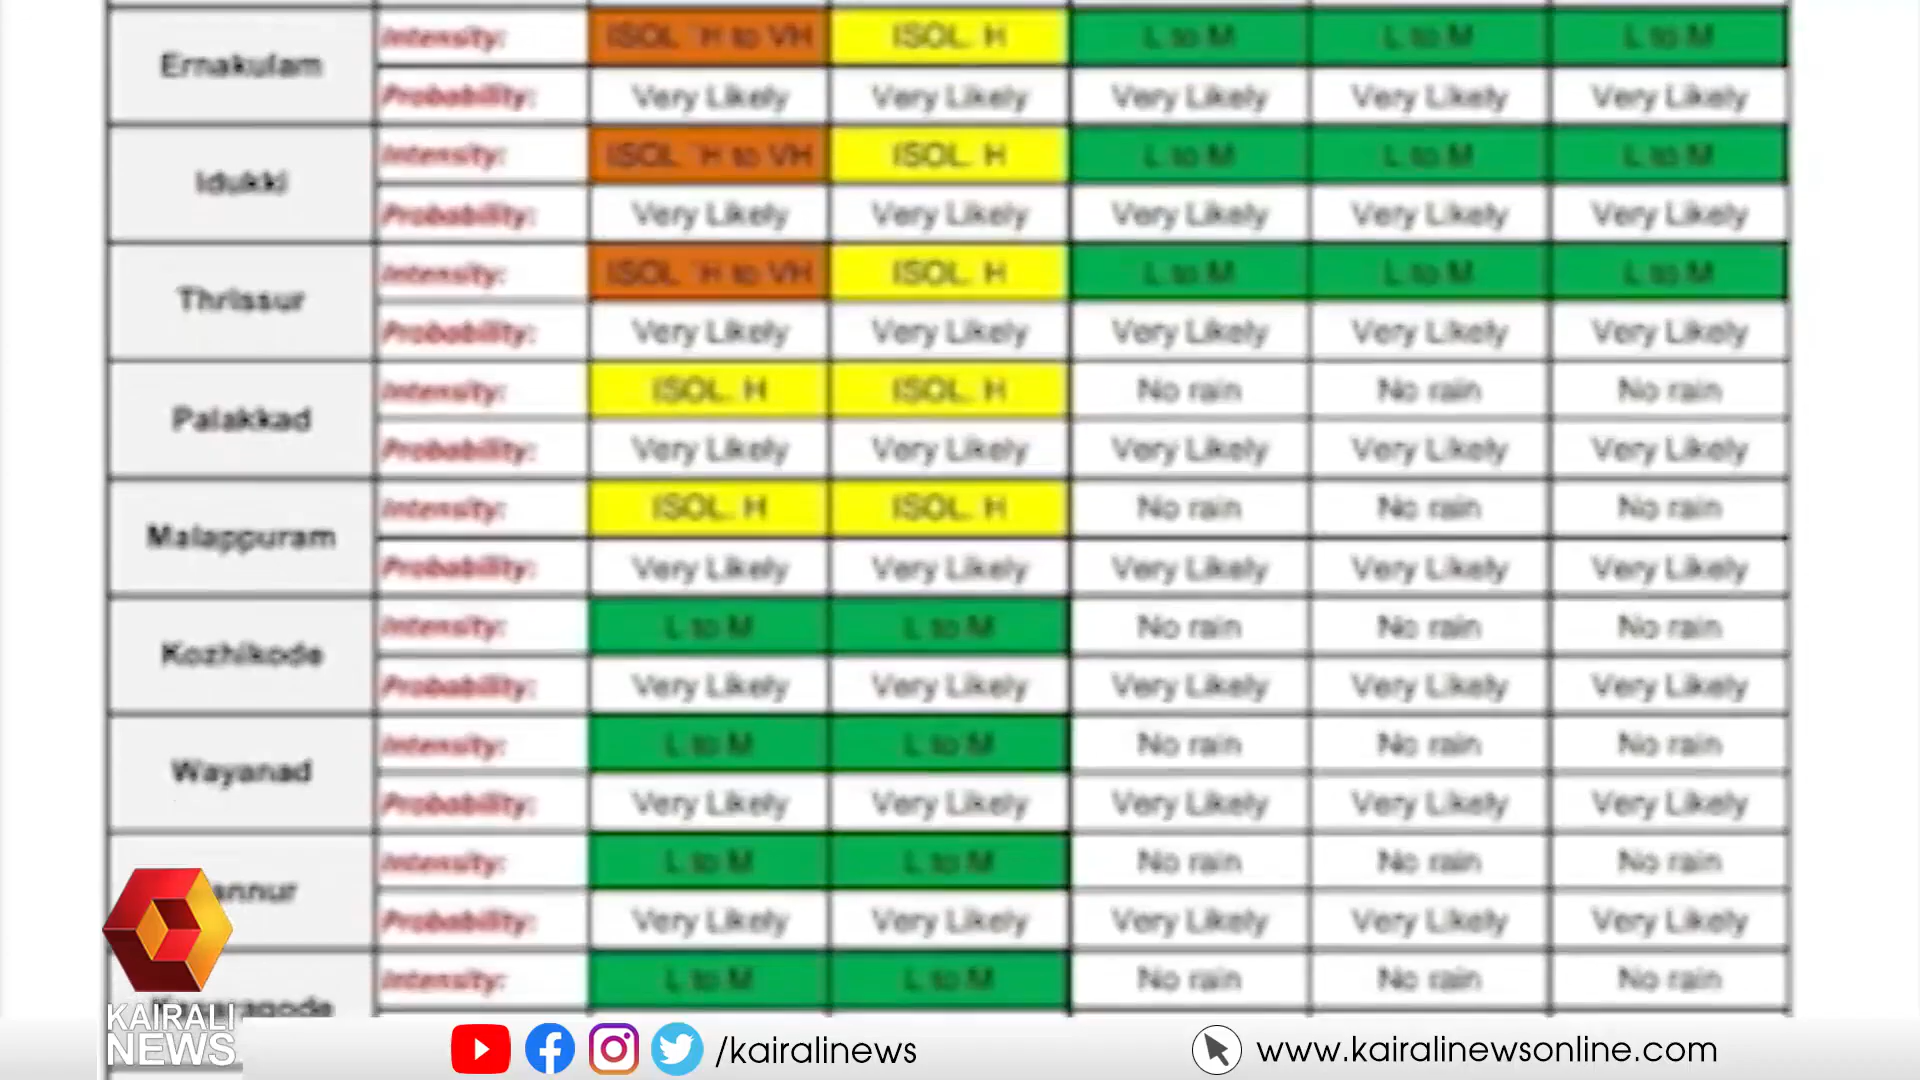 Ernakulam Intensity: ISOL H to VH ISOL. H L to M L to M L to M
Probability: Very Likely Very Likely Very Likely Very Likely Very Likely
Idukki Intensity: ISOL H to VH ISOL. H L to M L to M L to M
Probability: Very Likely Very Likely Very Likely Very Likely Very Likely
Thrissur Intensity: ISOL H to VH ISOL. H L to M L to M L to M
Probability: Very Likely Very Likely Very Likely Very Likely Very Likely
Palakkad Intensity: ISOL. H ISOL. H No rain No rain No rain
Probability: Very Likely Very Likely Very Likely Very Likely Very Likely
Malappuram Intensity: ISOL. H ISOL. H No rain No rain No rain
Probability: Very Likely Very Likely Very Likely Very Likely Very Likely
Kozhikode Intensity: L to M L to M No rain No rain No rain
Probability: Very Likely Very Likely Very Likely Very Likely Very Likely
Wayanad Intensity: L to M L to M No rain No rain No rain
Probability: Very Likely Very Likely Very Likely Very Likely Very Likely
annur Intensity: L to M L to M No rain No rain No rain
Probability: Very Likely Very Likely Very Likely Very Likely Very Likely
Intensity: L to M L to M No rain No rain No rain
KAIRALI
NEWS
/kairalinews
www.kairalinewsonline.com